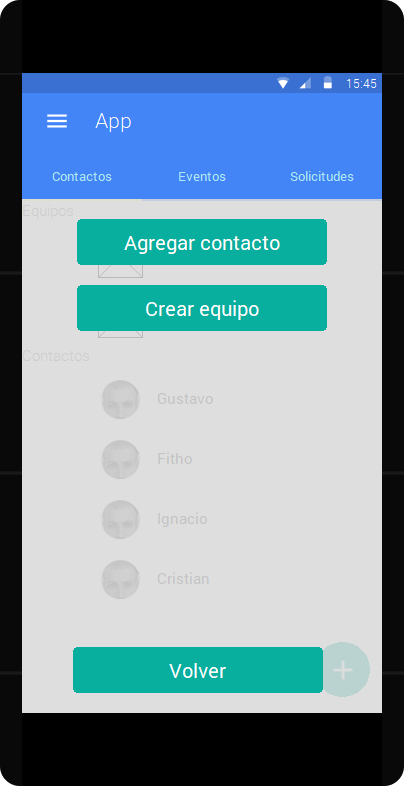 15:45
App
Contactos Eventos Solicitudes
Equipos
Agregar contacto
Crear equipo
Contactos
Gustavo
Fitho
Ignacio
Cristian
Volver